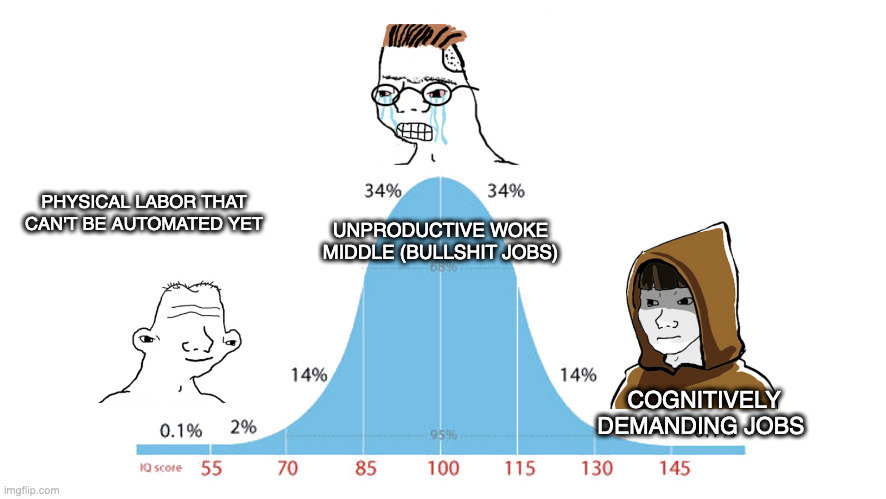 34%
34%
PHYSICAL LABOR THAT
CAN'T BE AUTOMATED YET
UNPRODUCTIVE WOKE
MIDDLE (BULLSHIT JOBS)
68%
14%
14%
COGNITIVELY
DEMANDING JOBS
0.1%
2%
95%
IQ score
55
70
85
100
115
130
145
imgflip.com